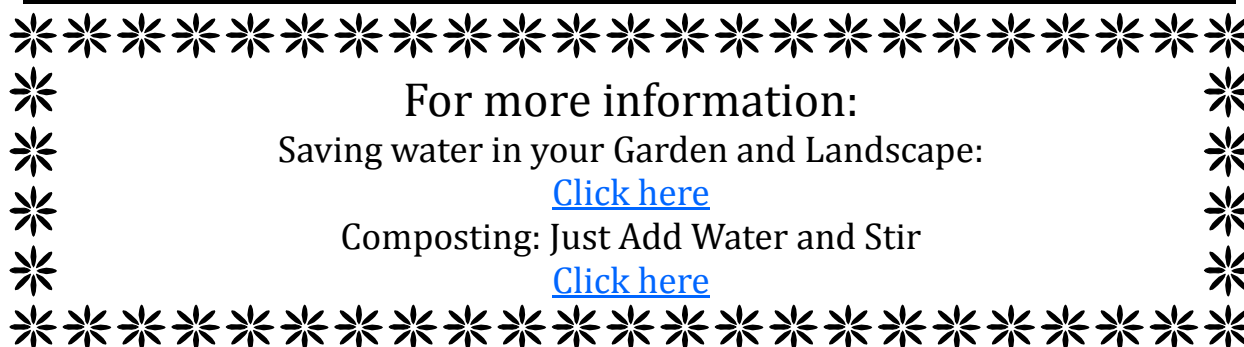 For more information:
Saving water in your Garden and Landscape:
Click here
Composting: Just Add Water and Stir
Click here